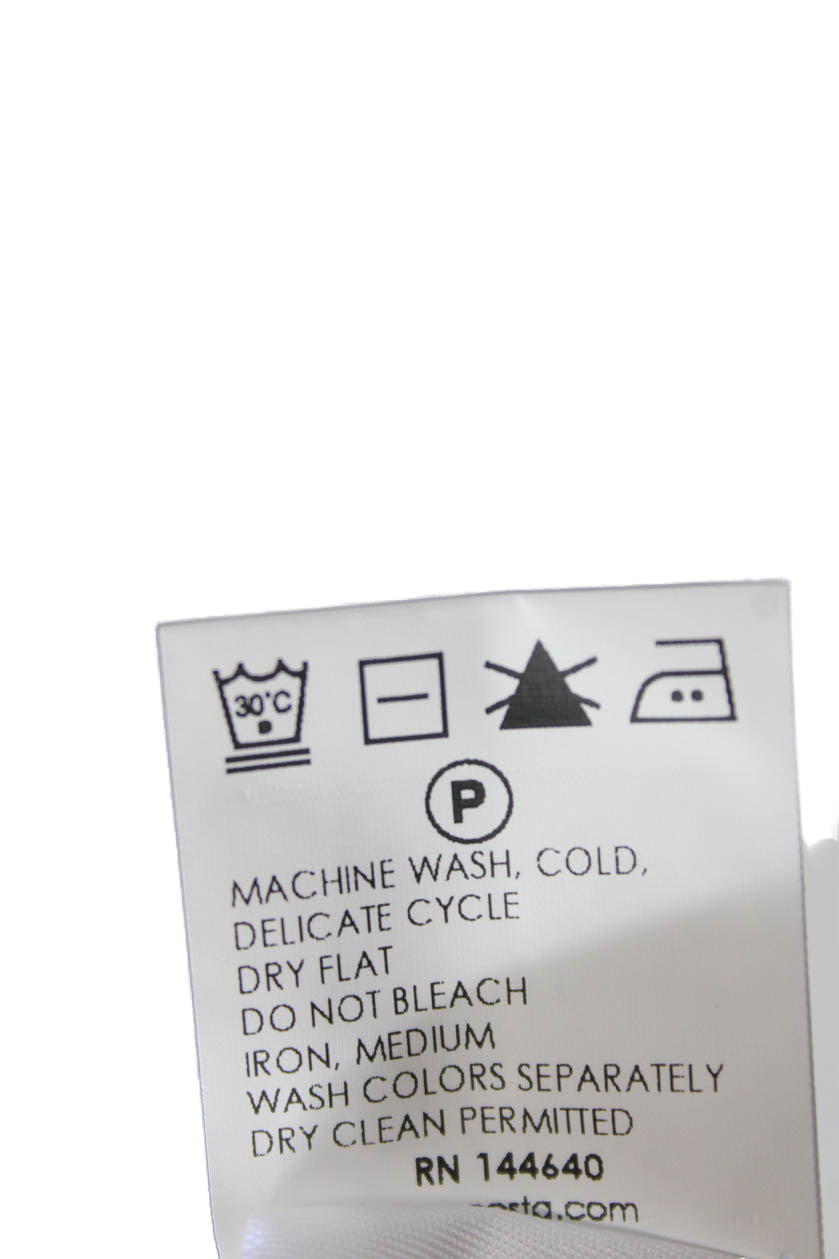 30°C
P
MACHINE WASH, COLD,
DELICATE CYCLE
DRY FLAT
DO NOT BLEACH
IRON, MEDIUM
WASH COLORS SEPARATELY
DRY CLEAN PERMITTED
RN 144640